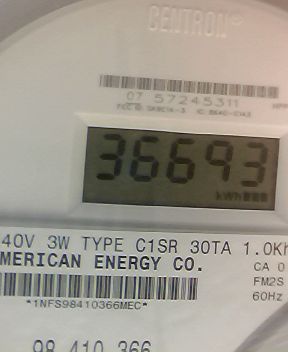 CENTRON®
07 57245311
36693
kWh
40V 3W TYPE C1SR 30TA 1.0Kh
MERICAN ENERGY CO.
CA 0
FM2S
60Hz
*1NFS98410366MEC*
98 410 366